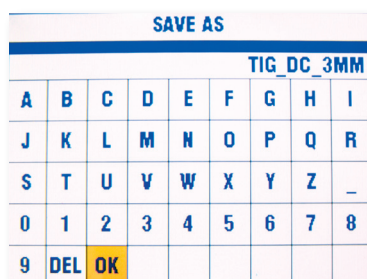 SAVE AS
TIG_DC_3MM
A B C D E F G H I
J K L M N O P Q R
S T U V W X Y Z _
0 1 2 3 4 5 6 7 8
9 DEL OK